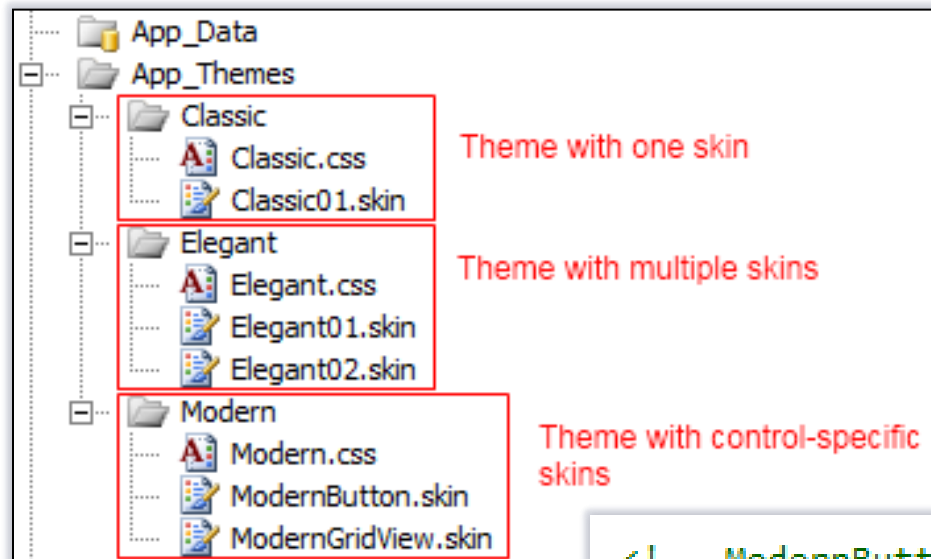 App_Data
App_Themes
Classic
Theme with one skin
Classic.css
Classic01.skin
Elegant
Theme with multiple skins
Elegant.css
Elegant01.skin
Elegant02.skin
Modern
Theme with control-specific
skins
Modern.css
ModernButton.skin
ModernGridView.skin